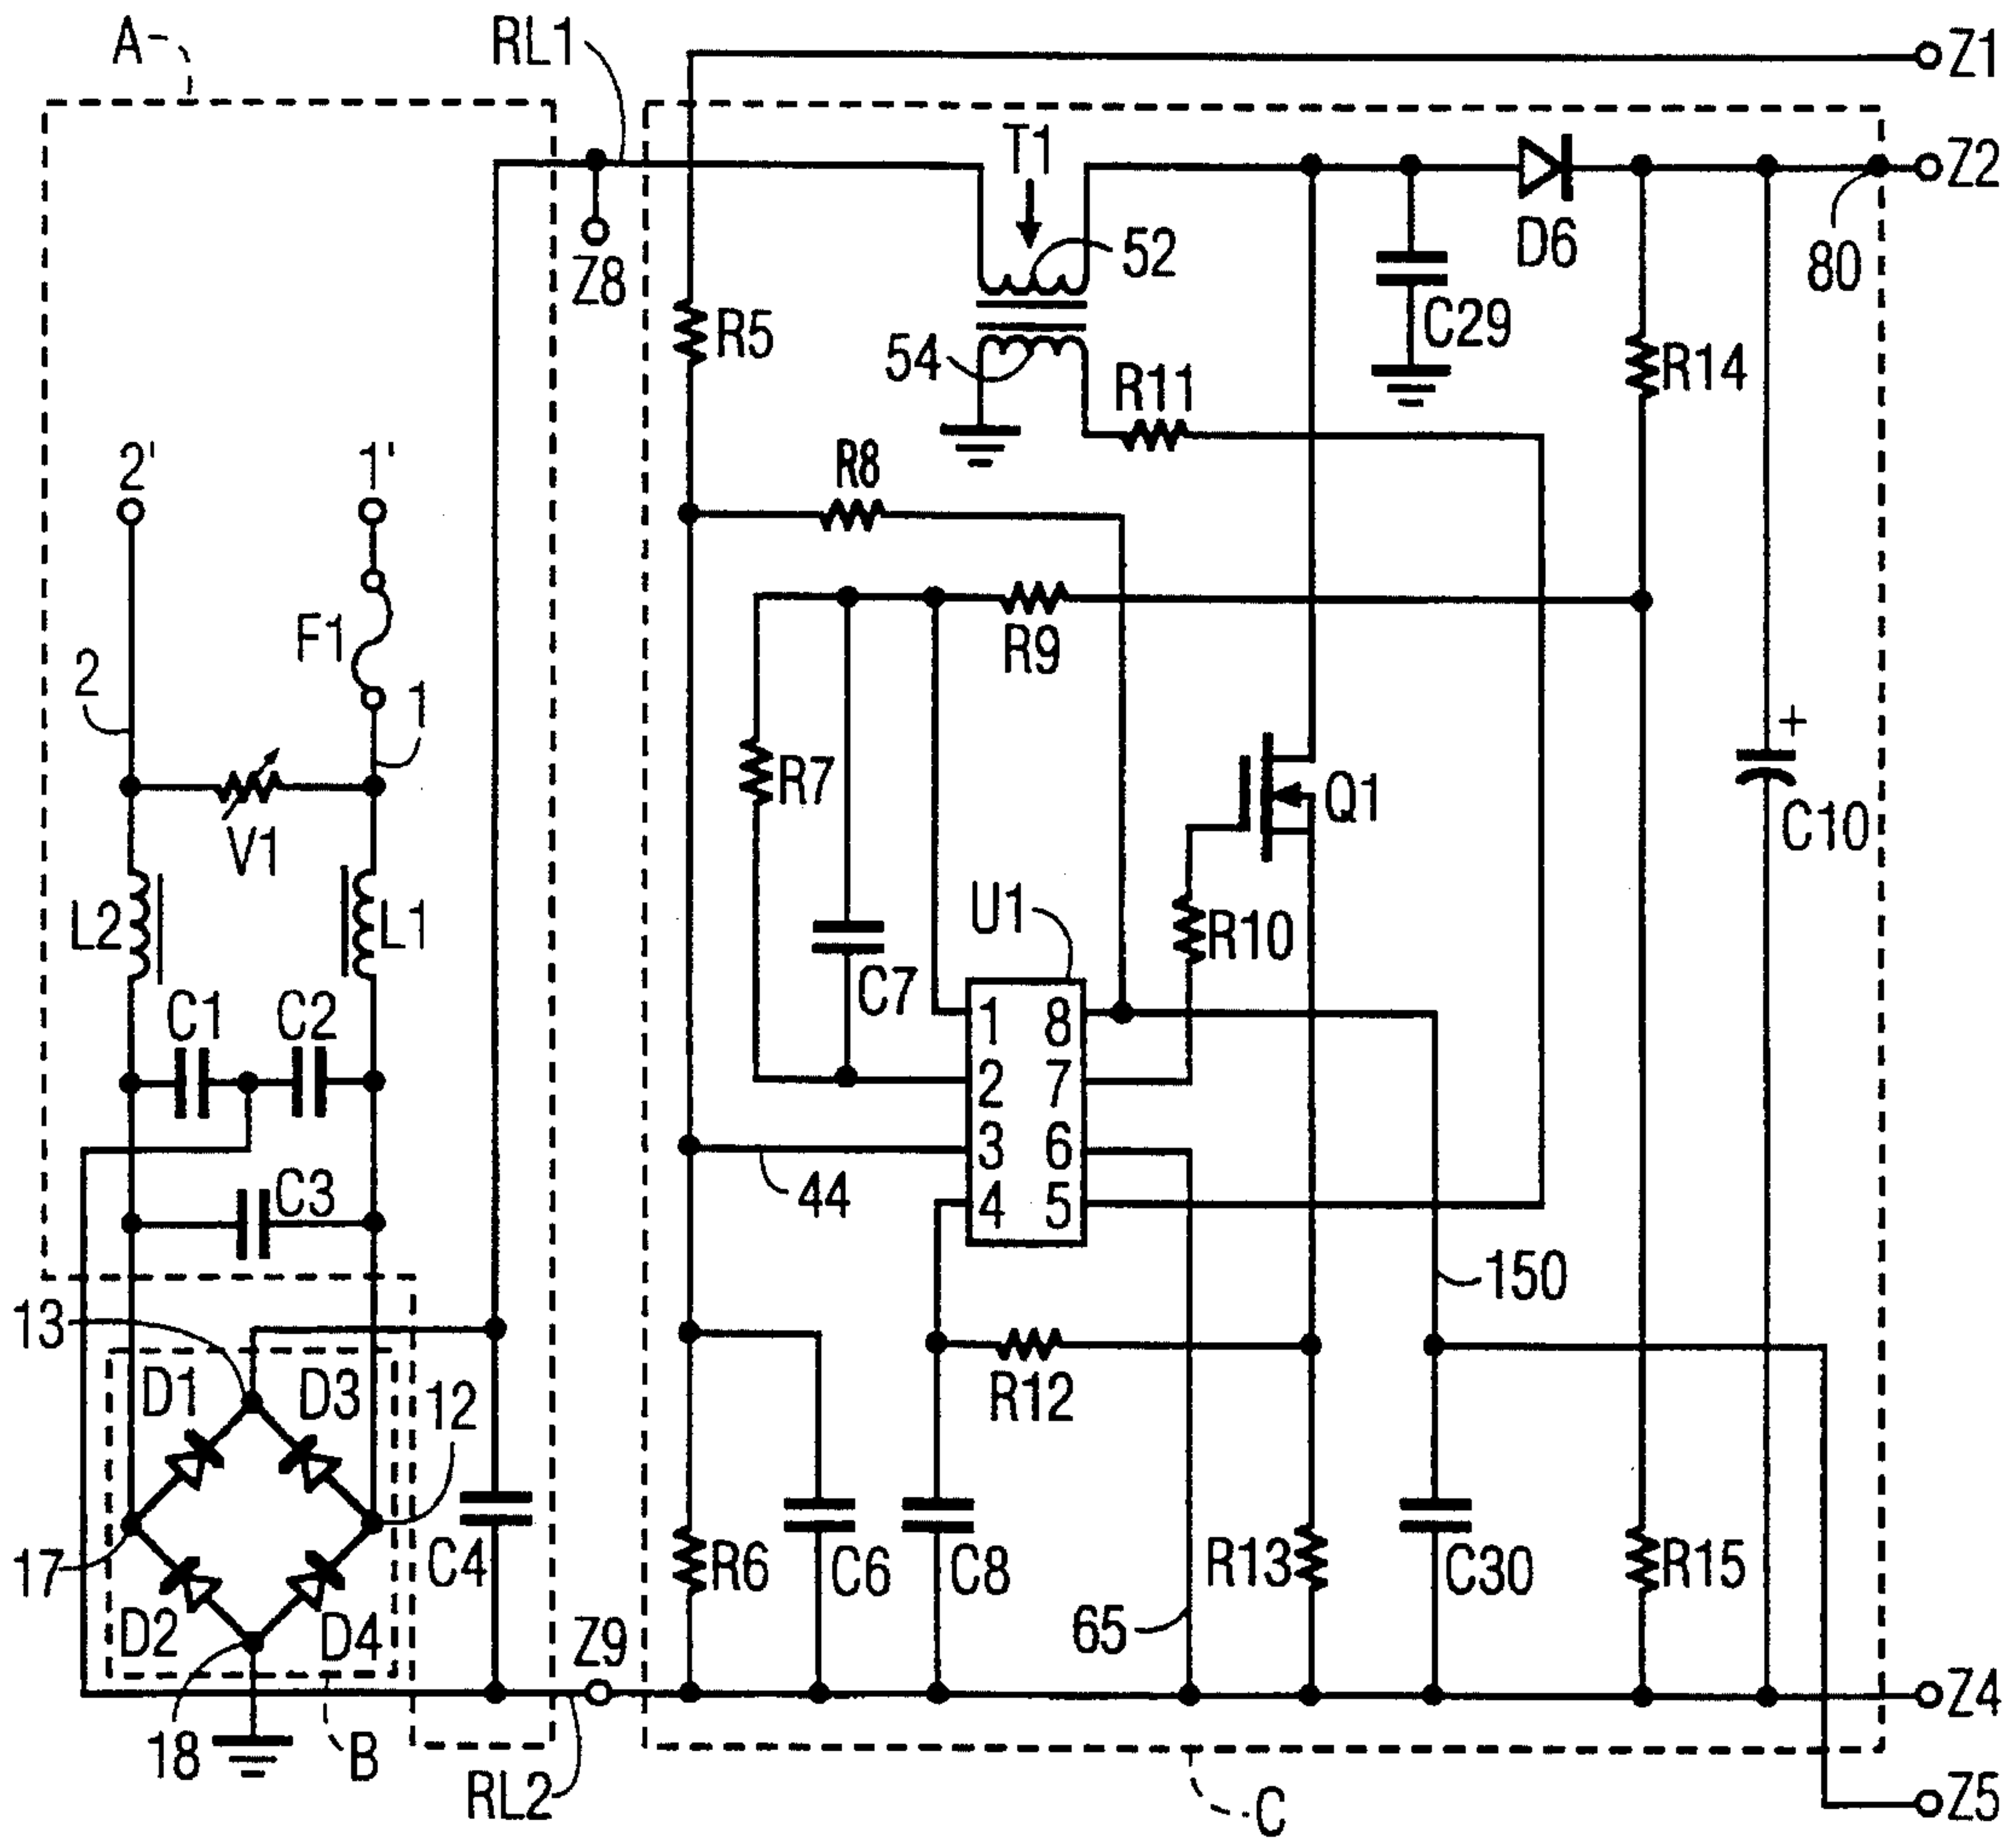 A
RL1
Z1
T1
Z2
Z8
52
D6
80
R5
54
C29
R11
R14
2'
1'
R8
F1
R9
2
1
R7
Q1
V1
C10
L2
L1
U1
R10
C7
C1
C2
1 8
2 7
3 6
4 5
C3
44
150
13
D1
D3
12
R12
17
C4
R6
C6
C8
R13
C30
R15
D2
D4
Z9
65
18
B
Z4
RL2
C
Z5